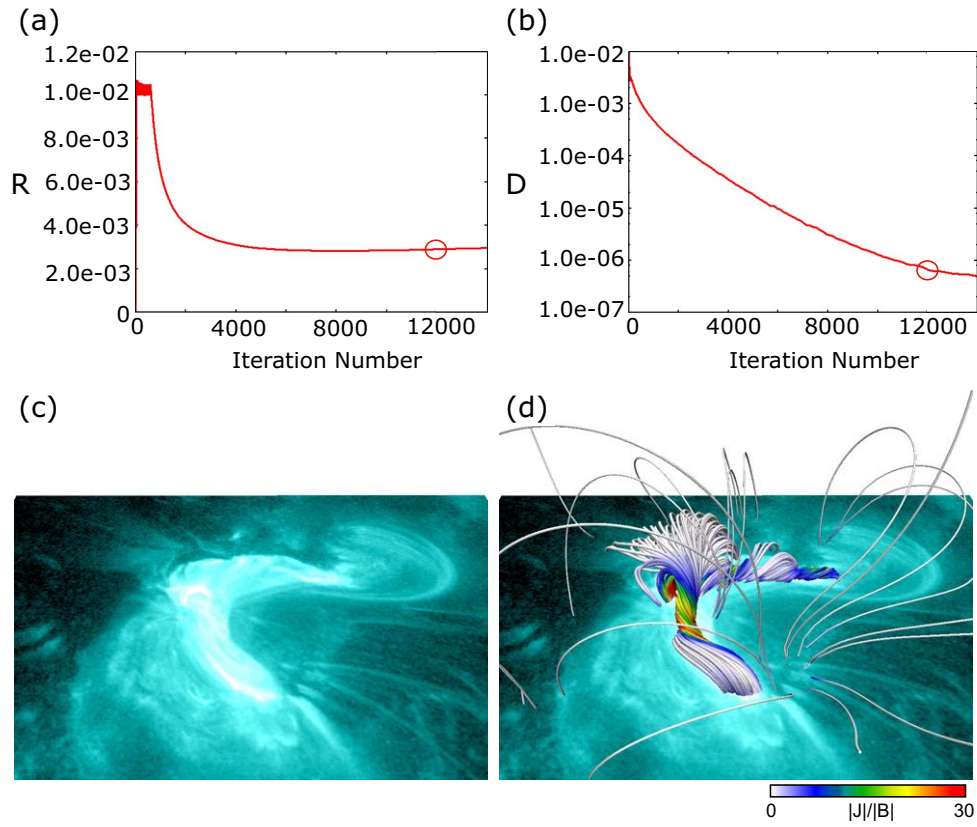 (a)
1.2e-02
1.0e-02
8.0e-03
6.0e-03
4.0e-03
2.0e-03
0
R
0 4000 8000 12000
Iteration Number
(b)
1.0e-02
1.0e-03
1.0e-04
1.0e-05
1.0e-06
1.0e-07
D
0 4000 8000 12000
Iteration Number
(c)
(d)
0 |J|/|B| 30